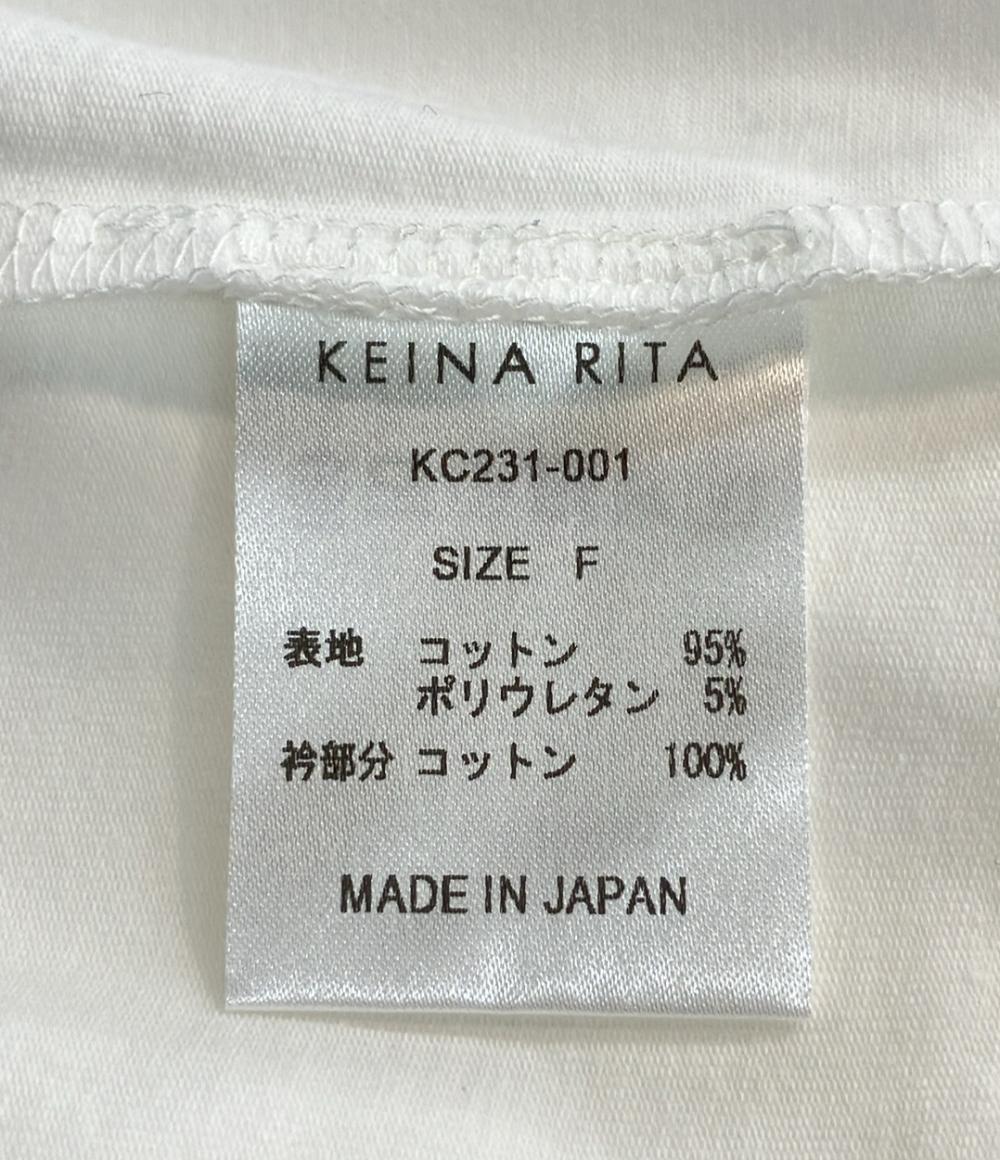 KEINA RITA
KC231-001
SIZE F
表地 コットン 95%
ポリウレタン 5%
衿部分 コットン 100%
MADE IN JAPAN